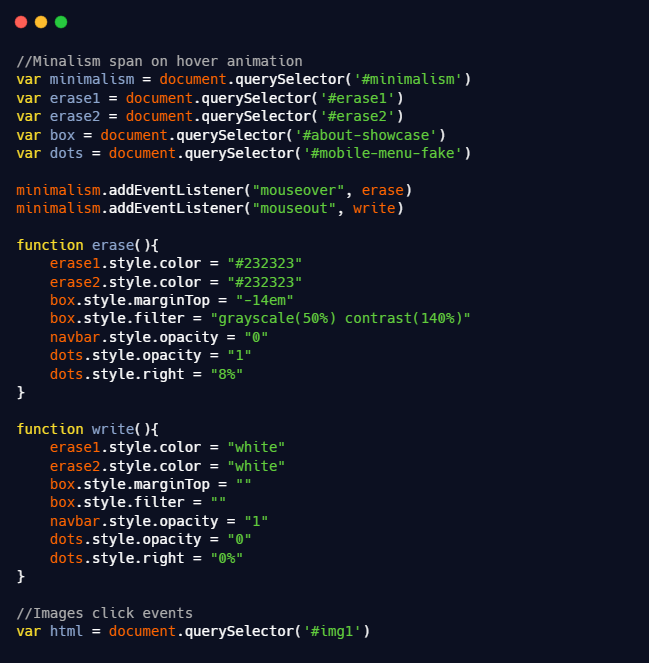 //Minalism span on hover animation
var minimalism = document.querySelector('#minimalism')
var erase1 = document.querySelector('#erase1')
var erase2 = document.querySelector('#erase2')
var box = document.querySelector('#about-showcase')
var dots = document.querySelector('#mobile-menu-fake')

minimalism.addEventListener("mouseover", erase)
minimalism.addEventListener("mouseout", write)

function erase(){
    erase1.style.color = "#232323"
    erase2.style.color = "#232323"
    box.style.marginTop = "-14em"
    box.style.filter = "grayscale(50%) contrast(140%)"
    navbar.style.opacity = "0"
    dots.style.opacity = "1"
    dots.style.right = "8%"
}

function write(){
    erase1.style.color = "white"
    erase2.style.color = "white"
    box.style.marginTop = ""
    box.style.filter = ""
    navbar.style.opacity = "1"
    dots.style.opacity = "0"
    dots.style.right = "0%"
}

//Images click events
var html = document.querySelector('#img1')